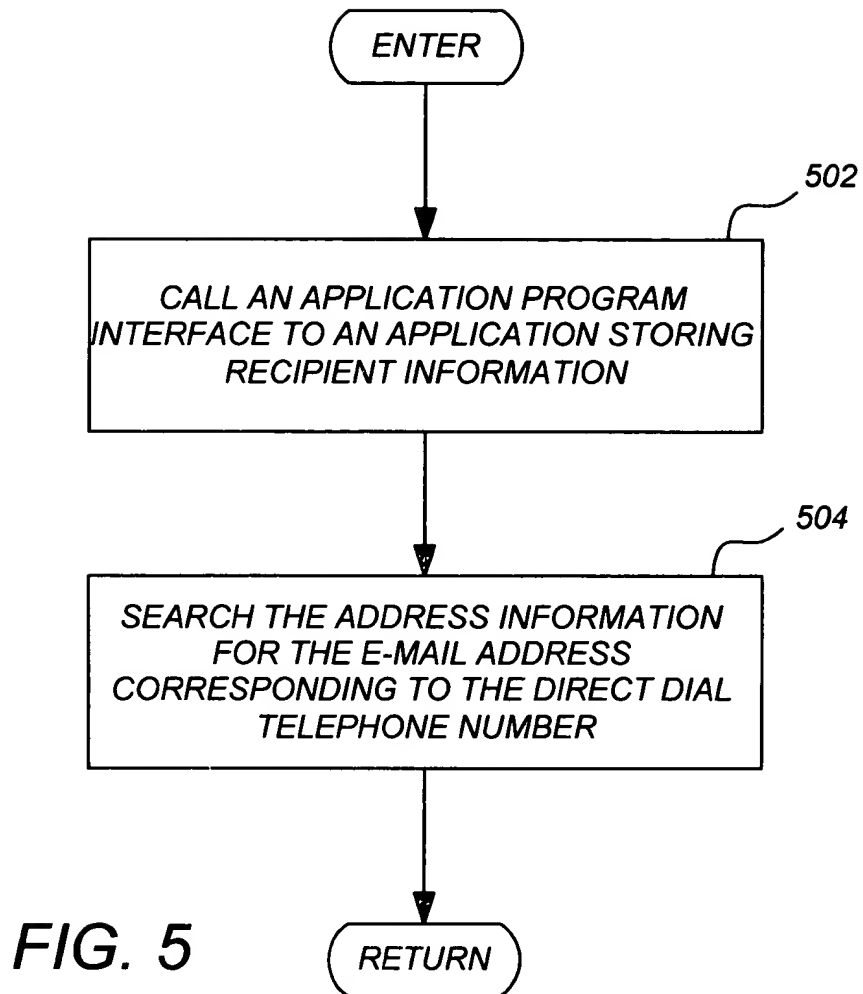 ENTER
502
CALL AN APPLICATION PROGRAM
INTERFACE TO AN APPLICATION STORING
RECIPIENT INFORMATION
504
SEARCH THE ADDRESS INFORMATION
FOR THE E-MAIL ADDRESS
CORRESPONDING TO THE DIRECT DIAL
TELEPHONE NUMBER
FIG. 5
RETURN